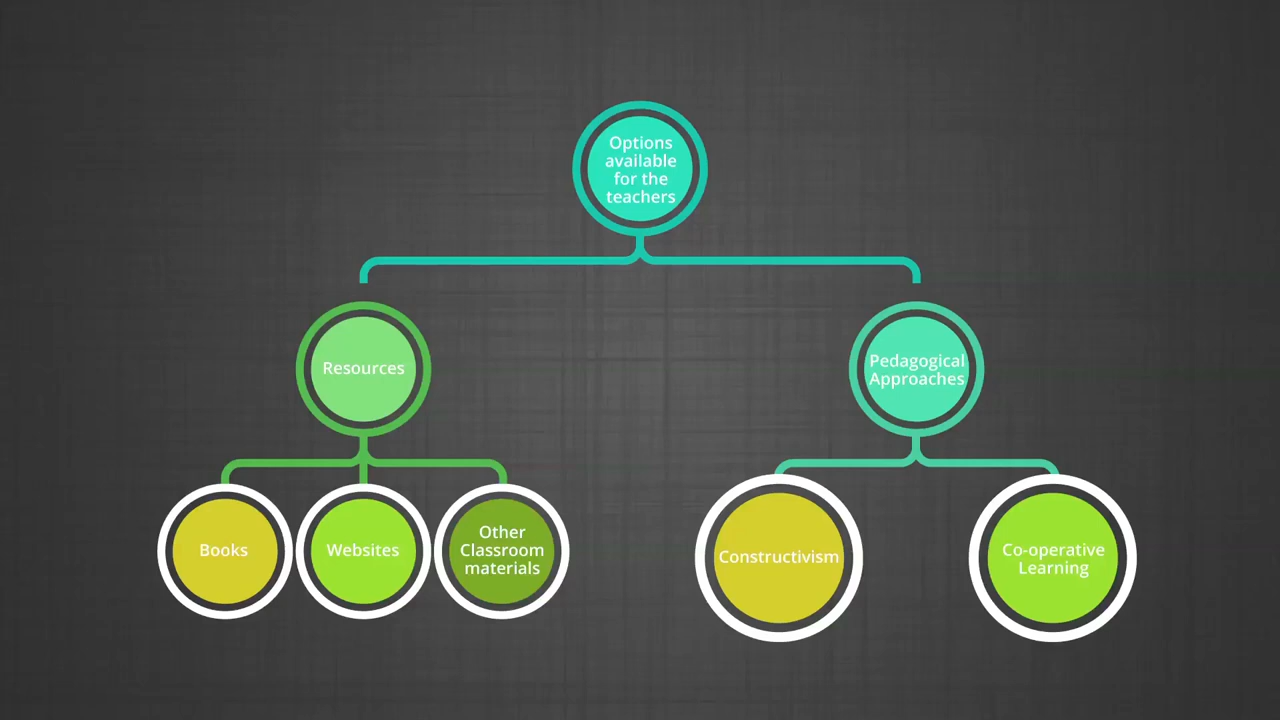 Options
available
for the
teachers
Resources
Pedagogical
Approaches
Books
Websites
Other
Classroom
materials
Constructivism
Co-operative
Learning